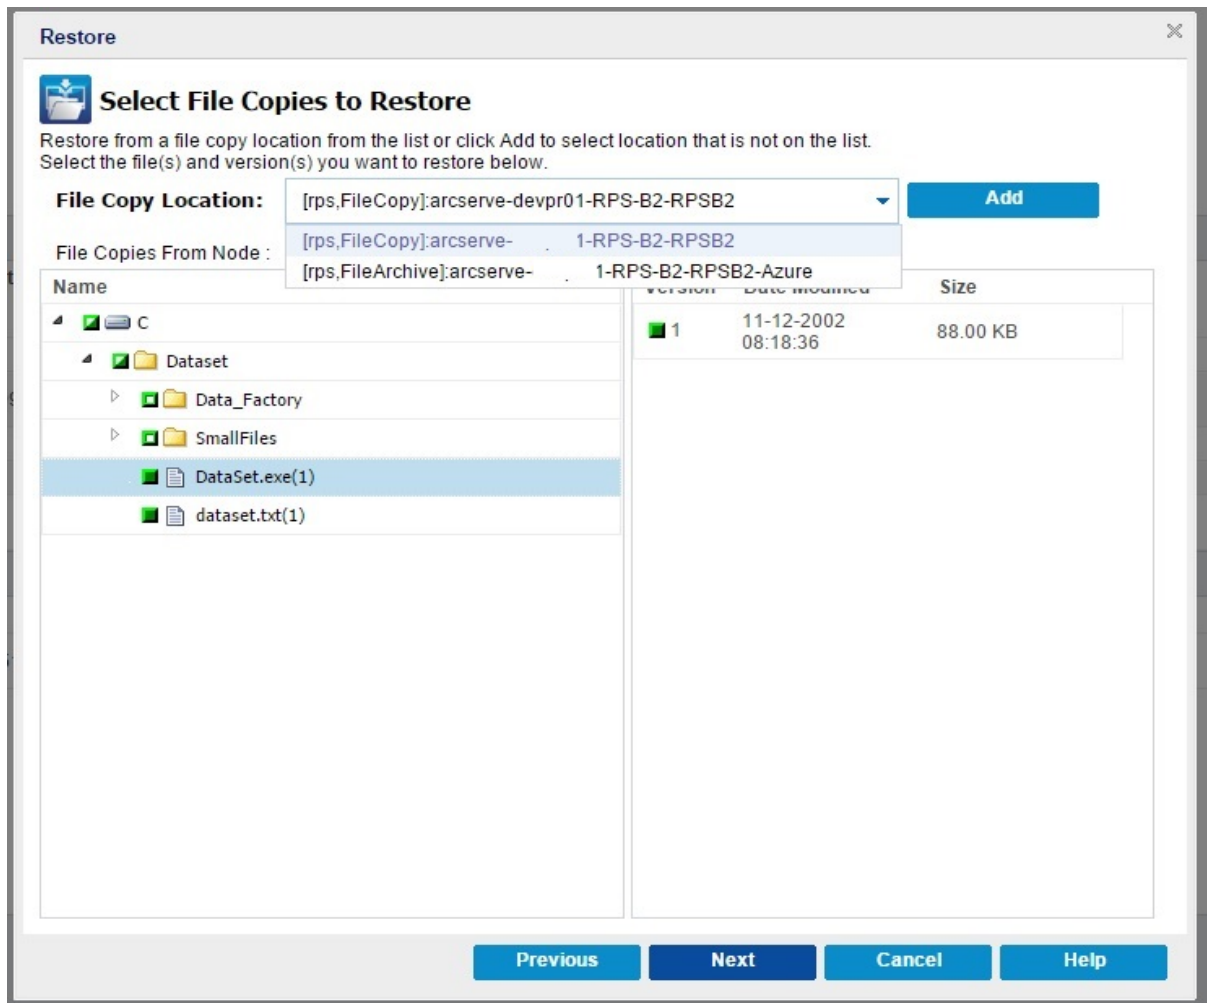 Restore
Select File Copies to Restore
Restore from a file copy location from the list or click Add to select location that is not on the list.
Select the file(s) and version(s) you want to restore below.
File Copy Location: [rps,FileCopy]:arcserve-devpr01-RPS-B2-RPSB2 Add
[rps,FileCopy]:arcserve- 1-RPS-B2-RPSB2
File Copies From Node :
[rps,FileArchive]:arcserve- 1-RPS-B2-RPSB2-Azure
Name Version Date Modified Size
C
1 11-12-2002 88.00 KB
08:18:36
Dataset
Data_Factory
SmallFiles
DataSet.exe(1)
dataset.txt(1)
Previous Next Cancel Help